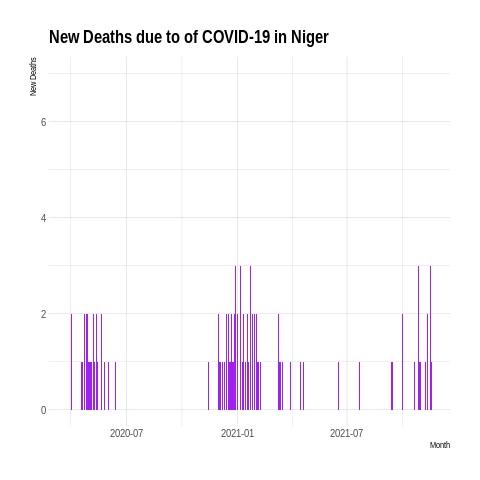 New Deaths due to of COVID-19 in Niger
New Deaths
6
4
2
0
2020-07
2021-01
2021-07
Month